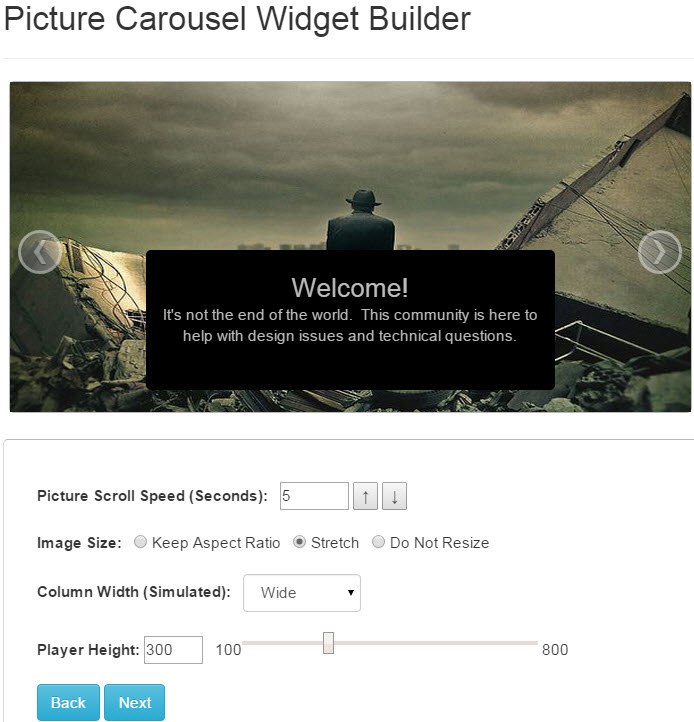 Picture Carousel Widget Builder
Welcome!
It's not the end of the world.  This community is here to
help with design issues and technical questions.
Picture Scroll Speed (Seconds): 5 ↑ ↓
Image Size: Keep Aspect Ratio Stretch Do Not Resize
Column Width (Simulated): Wide
Player Height: 300 100 800
Back Next